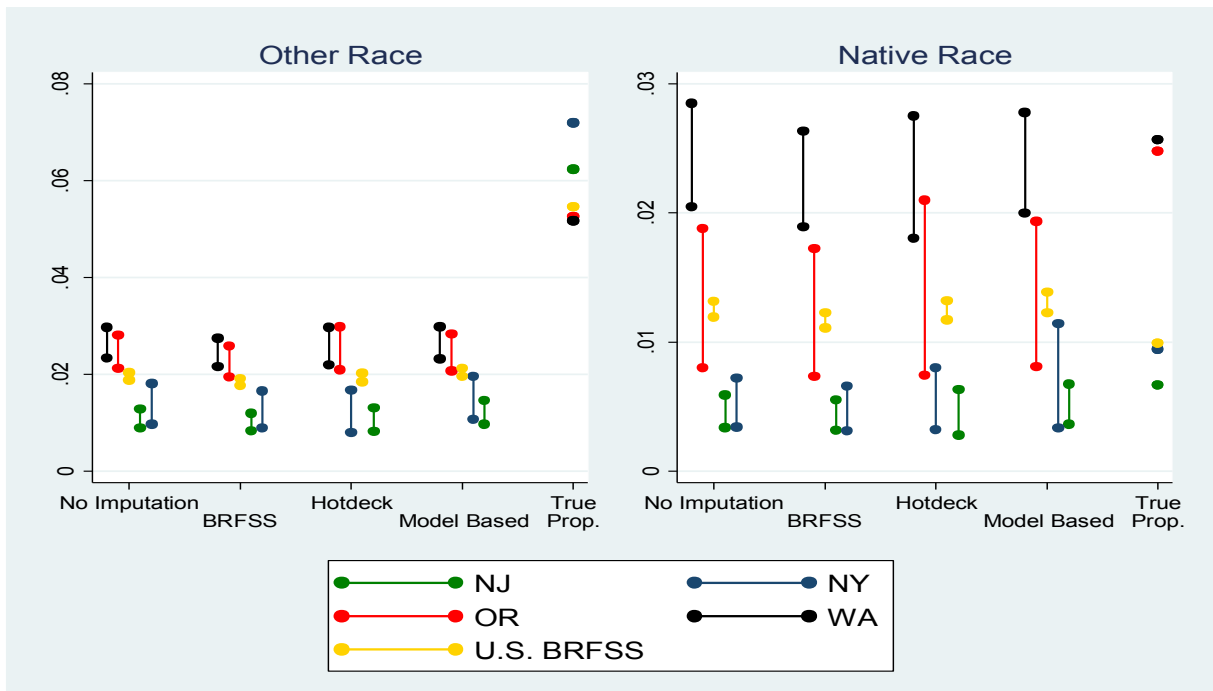 Other Race
Native Race
.08
.06
.04
.02
0
.03
.02
.01
0
No Imputation
BRFSS
Hotdeck
Model Based
True
Prop.
No Imputation
BRFSS
Hotdeck
Model Based
True
Prop.
NJ
NY
OR
WA
U.S. BRFSS